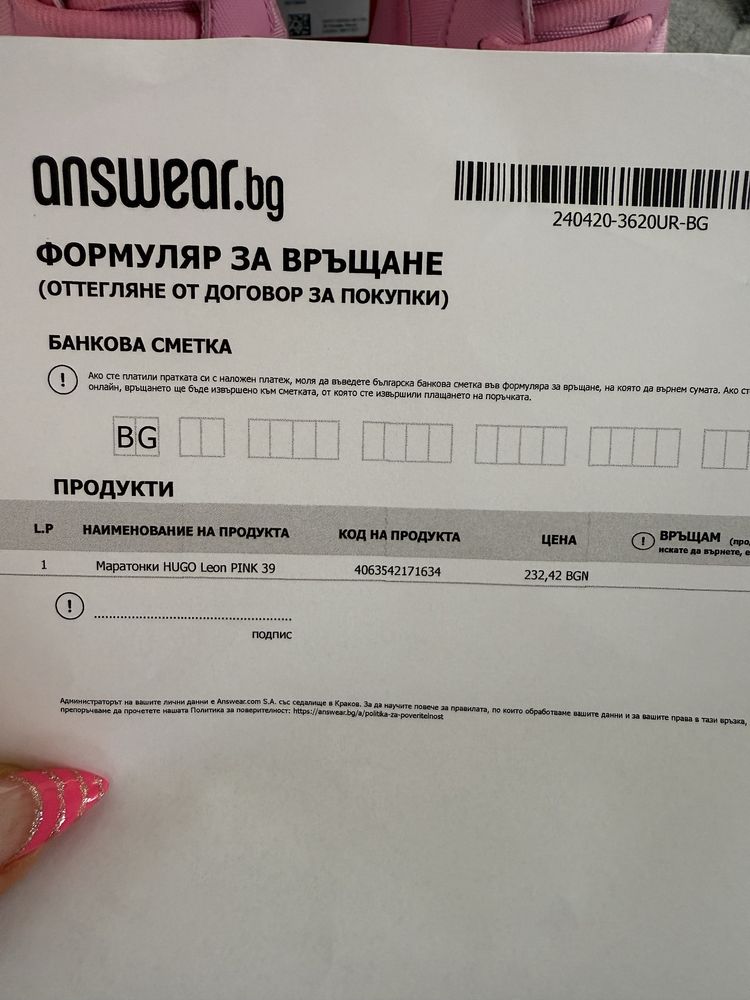 answear.bg
240420-3620UR-BG
ФОРМУЛЯР ЗА ВРЪЩАНЕ
(ОТТЕГЛЯНЕ ОТ ДОГОВОР ЗА ПОКУПКИ)
БАНКОВА СМЕТКА
! Ако сте платили пратката си с наложен платеж, моля да въведете българска банкова сметка във формуляра за връщане, на която да върнем сумата. Ако ст
онлайн, връщането ще бъде извършено към сметката, от която сте извършили плащането на поръчката.
BG
ПРОДУКТИ
L.P НАИМЕНОВАНИЕ НА ПРОДУКТА КОД НА ПРОДУКТА ЦЕНА ! ВРЪЩАМ (про
искате да върнете, е
1 Маратонки HUGO Leon PINK 39 4063542171634 232,42 BGN
! ........................................
ПОДПИС
Администраторът на вашите лични данни е Answear.com S.A. със седалище в Краков. За да научите повече за правилата, по които обработваме вашите данни и за вашите права в тази връзка,
препоръчваме да прочетете нашата Политика за поверителност: https://answear.bg/a/politika-za-poveritelnost